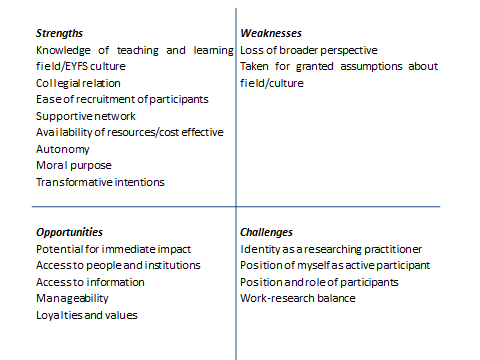 Strengths
Knowledge of teaching and learning
field/EYFS culture
Collegial relation
Ease of recruitment of participants
Supportive network
Availability of resources/cost effective
Autonomy
Moral purpose
Transformative intentions
Weaknesses
Loss of broader perspective
Taken for granted assumptions about
field/culture
Opportunities
Potential for immediate impact
Access to people and institutions
Access to information
Manageability
Loyalties and values
Challenges
Identity as a researching practitioner
Position of myself as active participant
Position and role of participants
Work-research balance